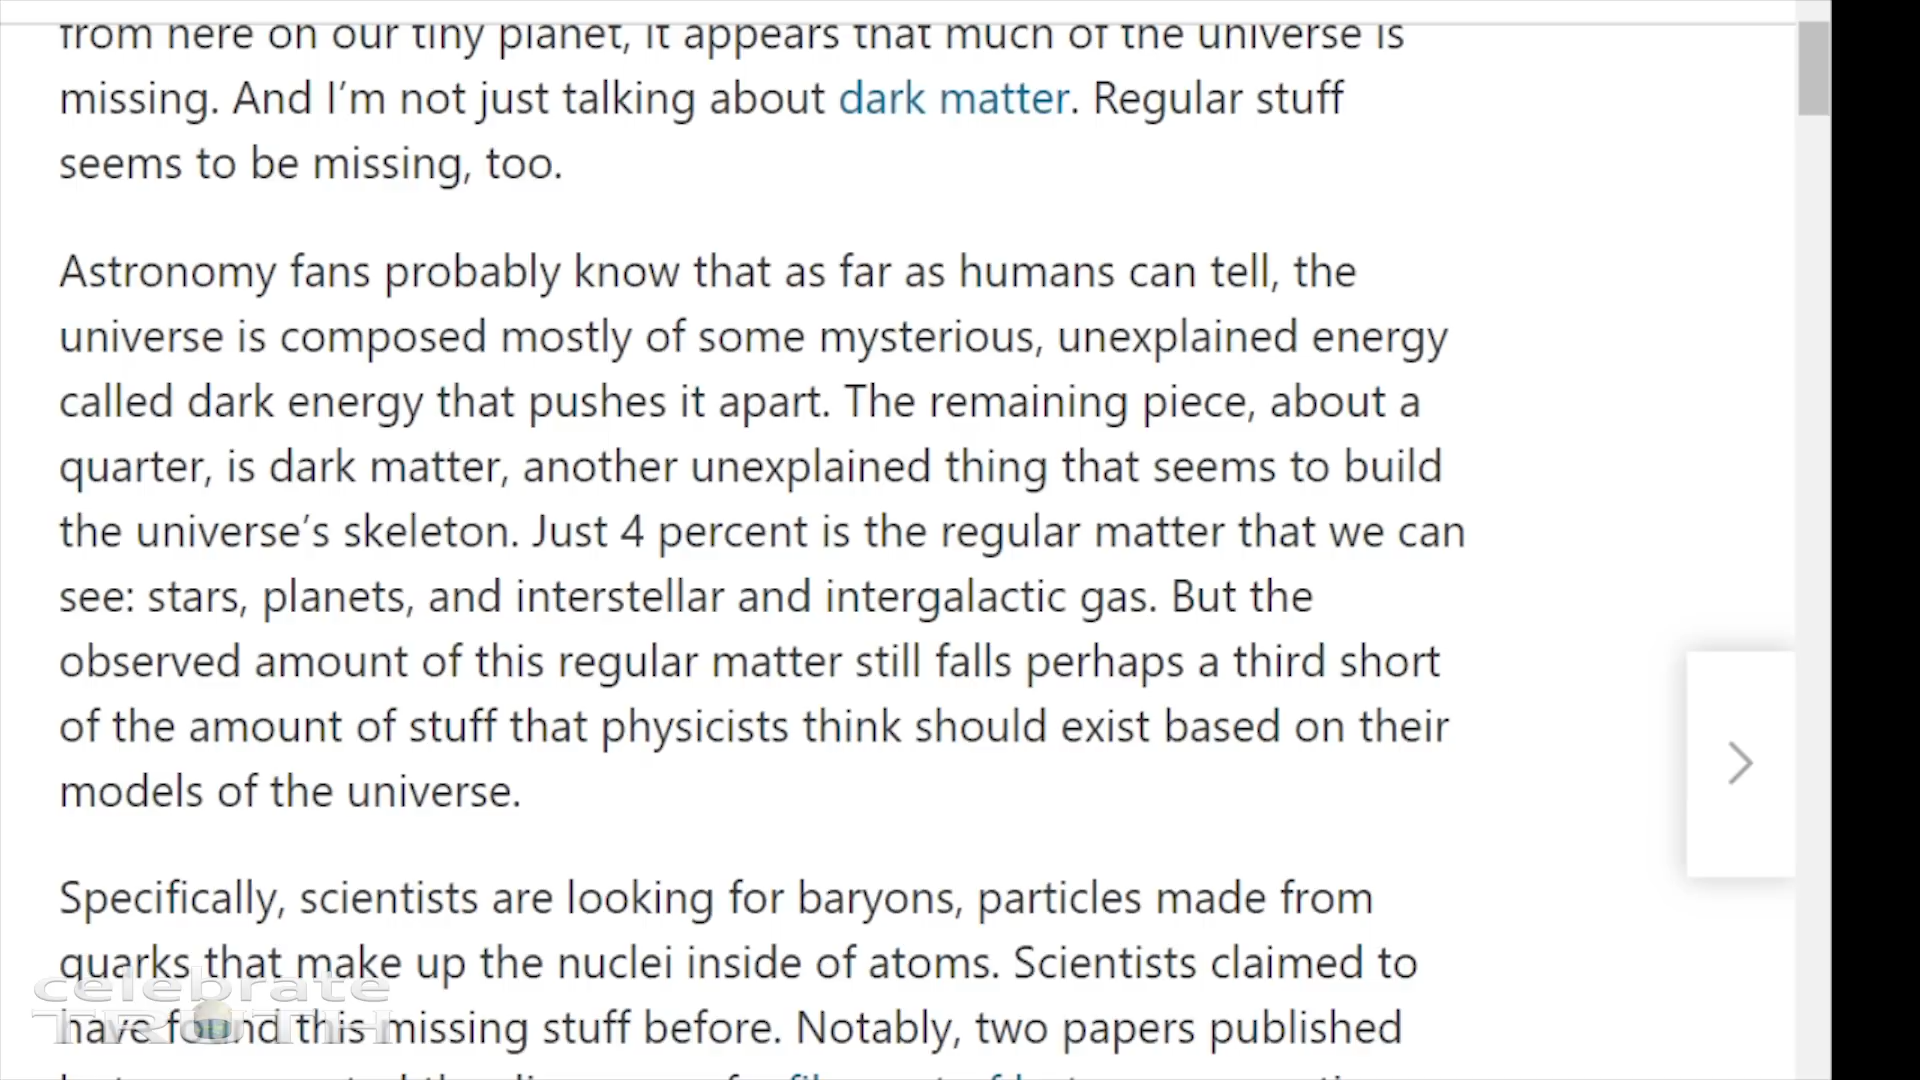 from here on our tiny planet, it appears that much of the universe is
missing. And I’m not just talking about dark matter. Regular stuff
seems to be missing, too.
Astronomy fans probably know that as far as humans can tell, the
universe is composed mostly of some mysterious, unexplained energy
called dark energy that pushes it apart. The remaining piece, about a
quarter, is dark matter, another unexplained thing that seems to build
the universe’s skeleton. Just 4 percent is the regular matter that we can
see: stars, planets, and interstellar and intergalactic gas. But the
observed amount of this regular matter still falls perhaps a third short
of the amount of stuff that physicists think should exist based on their
models of the universe.
Specifically, scientists are looking for baryons, particles made from
quarks that make up the nuclei inside of atoms. Scientists claimed to
have found this missing stuff before. Notably, two papers published
celebrate
TRUTH